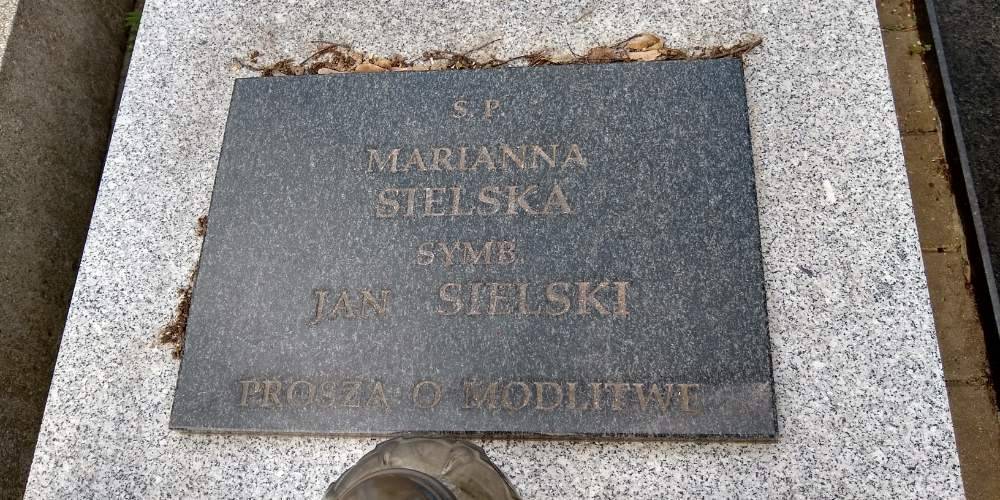 S. P.
MARIANNA
SIELSKA
SYMB.
JAN SIELSKI
PROSZĄ O MODLITWĘ